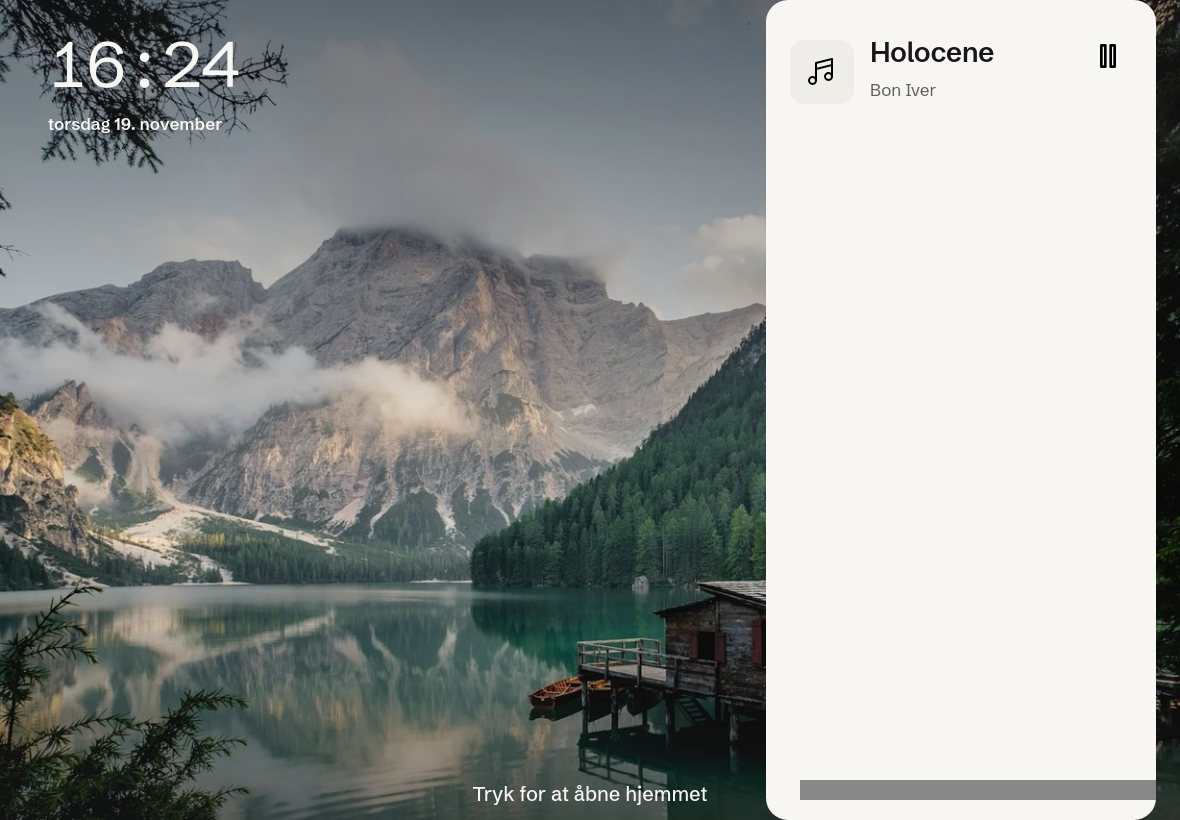 16:24
torsdag 19. november
Holocene
Bon Iver
Tryk for at åbne hjemmet